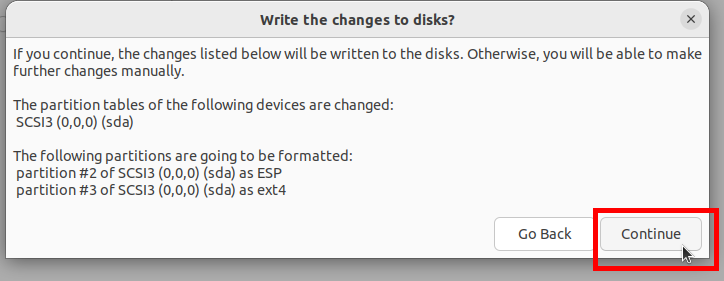 Write the changes to disks?
If you continue, the changes listed below will be written to the disks. Otherwise, you will be able to make
further changes manually.
The partition tables of the following devices are changed:
SCSI3 (0,0,0) (sda)
The following partitions are going to be formatted:
partition #2 of SCSI3 (0,0,0) (sda) as ESP
partition #3 of SCSI3 (0,0,0) (sda) as ext4
Go Back
Continue